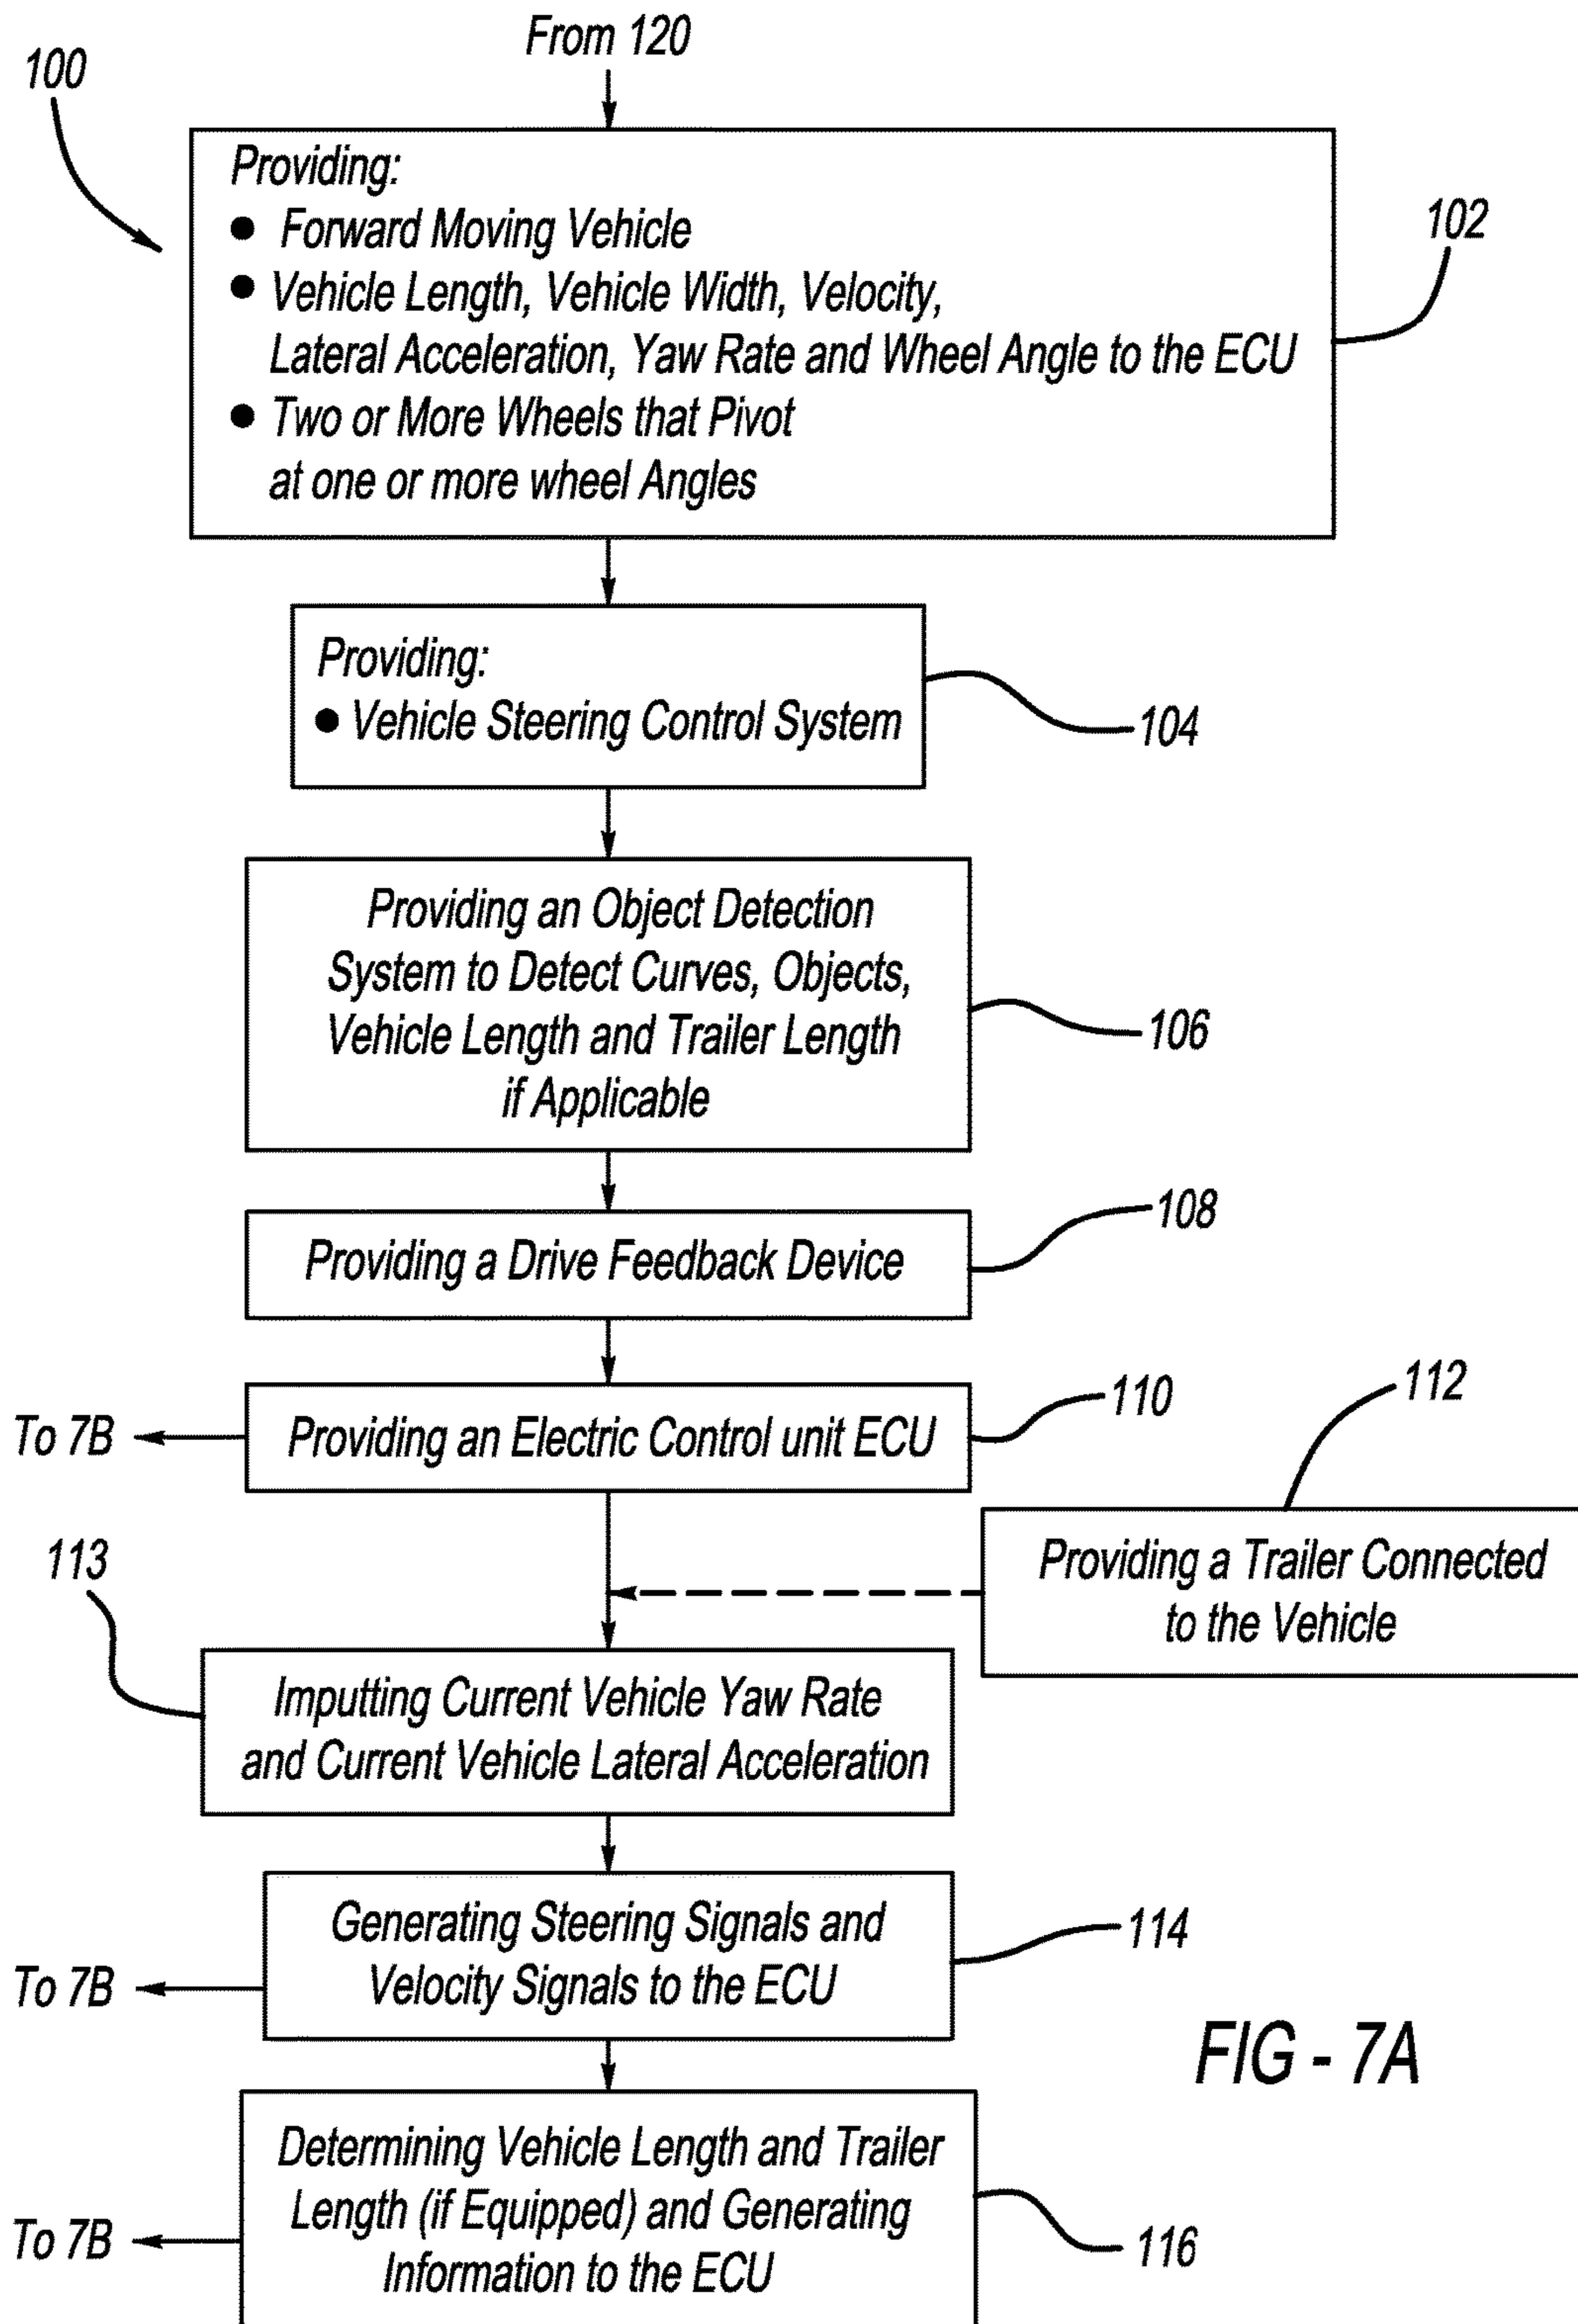 From 120
100
Providing:
● Forward Moving Vehicle
● Vehicle Length, Vehicle Width, Velocity,
Lateral Acceleration, Yaw Rate and Wheel Angle to the ECU
● Two or More Wheels that Pivot
at one or more wheel Angles
102
Providing:
● Vehicle Steering Control System
104
Providing an Object Detection
System to Detect Curves, Objects,
Vehicle Length and Trailer Length
if Applicable
106
Providing a Drive Feedback Device
108
To 7B
Providing an Electric Control unit ECU
110
112
Providing a Trailer Connected
to the Vehicle
113
Imputting Current Vehicle Yaw Rate
and Current Vehicle Lateral Acceleration
Generating Steering Signals and
Velocity Signals to the ECU
114
To 7B
FIG - 7A
Determining Vehicle Length and Trailer
Length (if Equipped) and Generating
Information to the ECU
To 7B
116